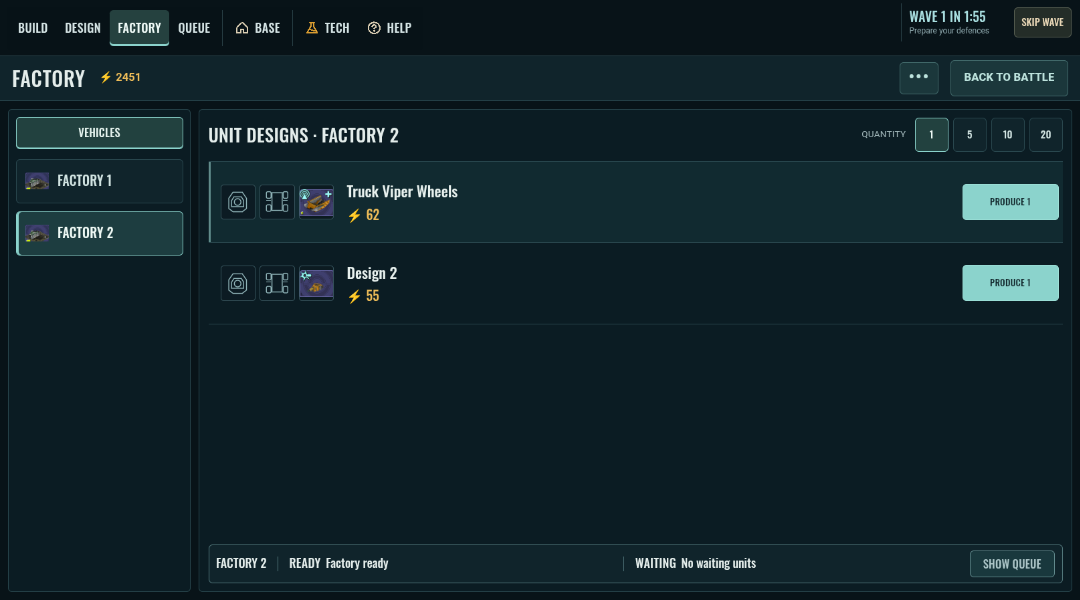 BUILD
DESIGN
FACTORY
QUEUE
BASE
TECH
HELP
WAVE 1 IN 1:55
Prepare your defences
SKIP WAVE
FACTORY
2451
•••
BACK TO BATTLE
VEHICLES
FACTORY 1
FACTORY 2
UNIT DESIGNS · FACTORY 2
QUANTITY
1
5
10
20
Truck Viper Wheels
62
PRODUCE 1
Design 2
55
PRODUCE 1
FACTORY 2
READY Factory ready
WAITING No waiting units
SHOW QUEUE